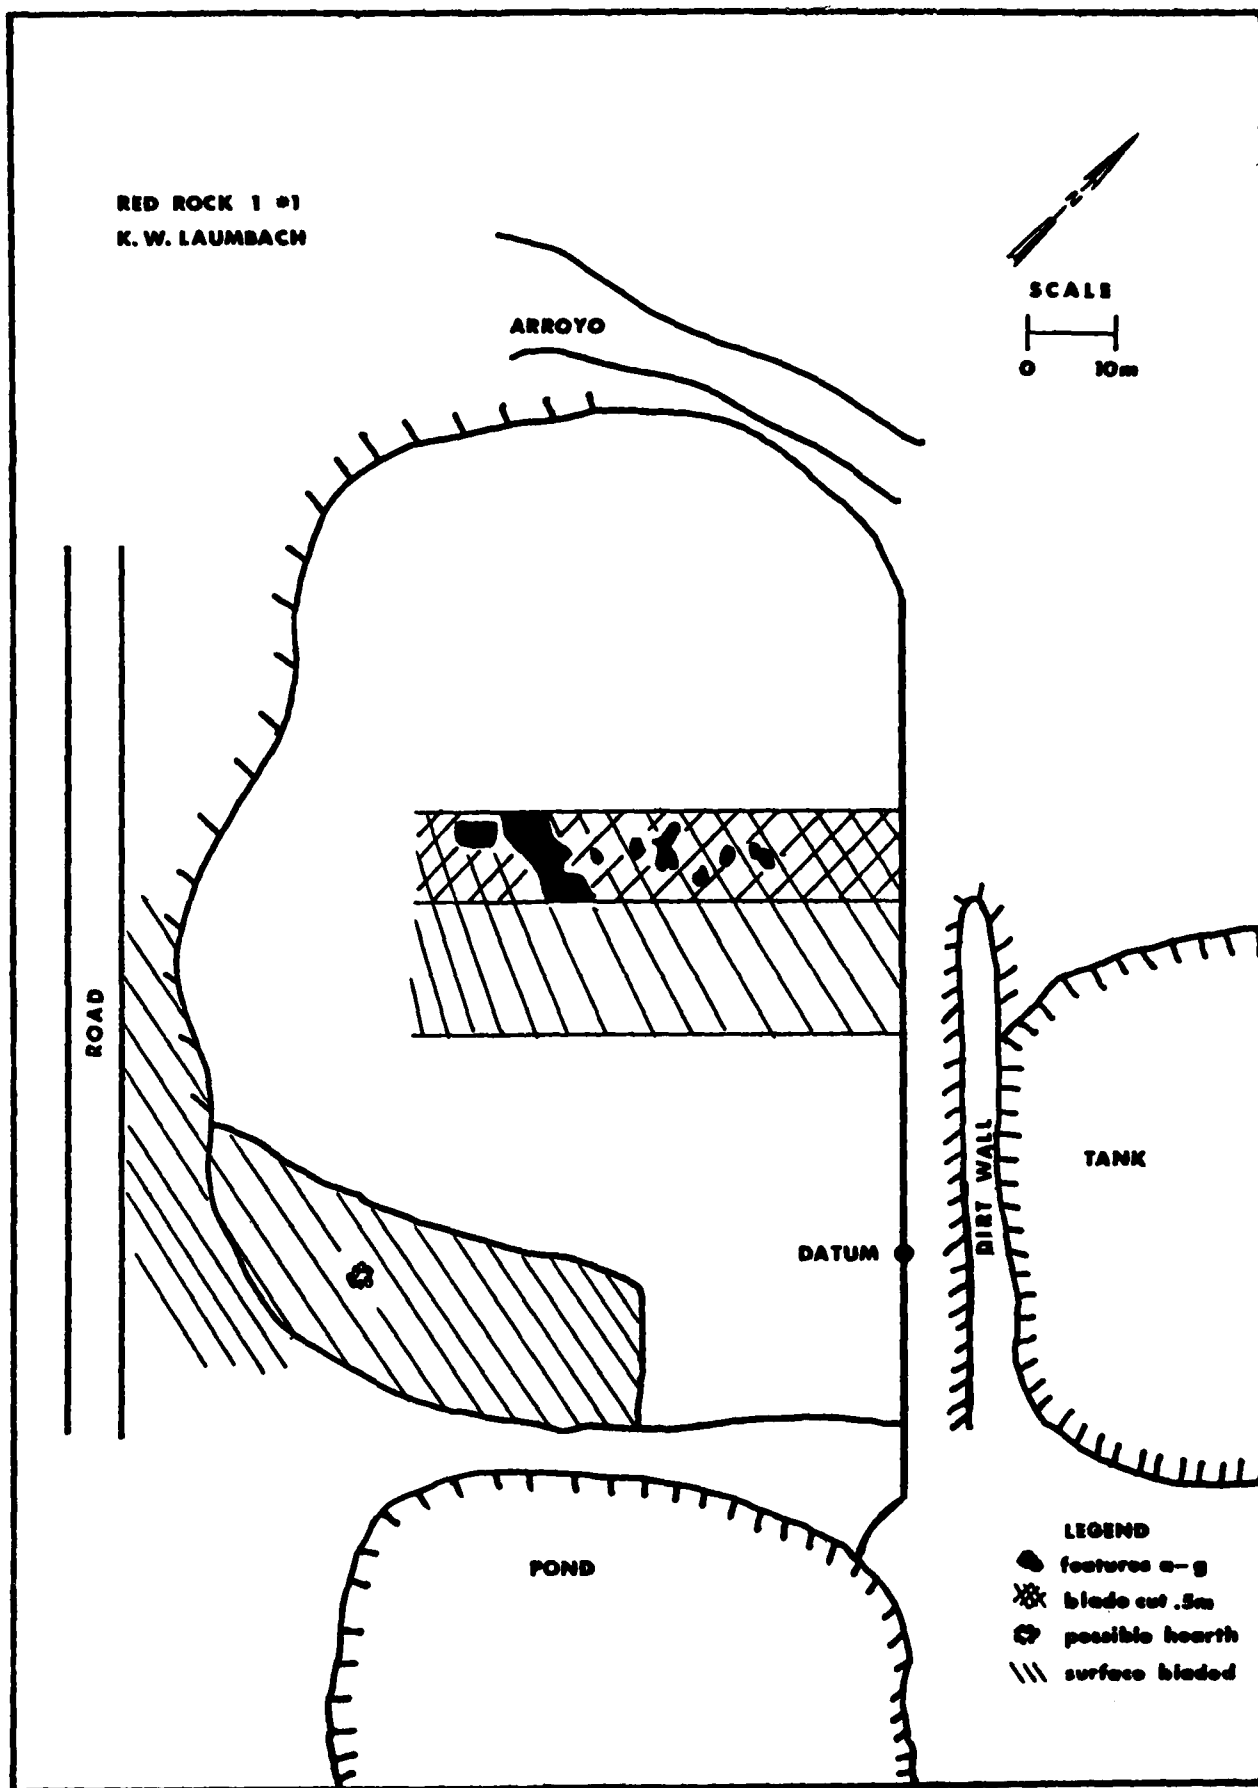 RED ROCK 1 #1
K. W. LAUMBACH
N
SCALE
0 10m
ARROYO
ROAD
DIRT WALL
TANK
DATUM
POND
LEGEND
features a-g
blade cut .5m
possible hearth
surface bladed